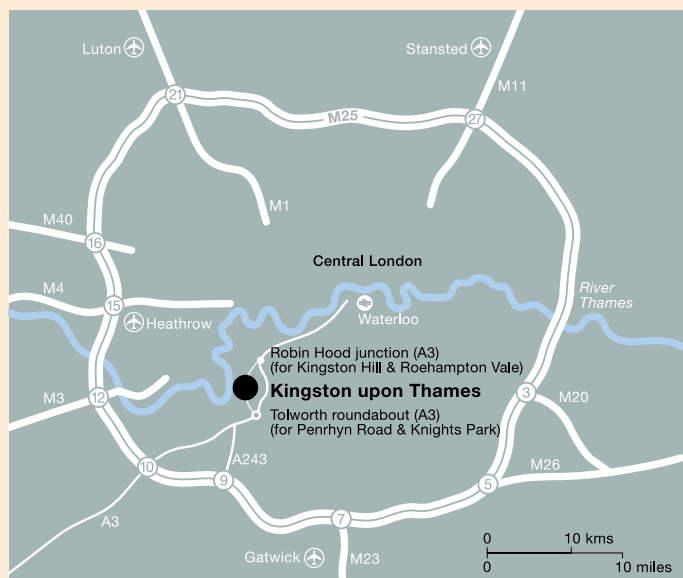 Luton
Stansted
M11
21
M25
27
M1
M40
16
Central London
M4
15
River
Thames
Heathrow
Waterloo
Robin Hood junction (A3)
(for Kingston Hill & Roehampton Vale)
Kingston upon Thames
M3
12
3
M20
Tolworth roundabout (A3)
(for Penrhyn Road & Knights Park)
A243
10
9
M26
5
A3
7
Gatwick
M23
0 10 kms
0 10 miles